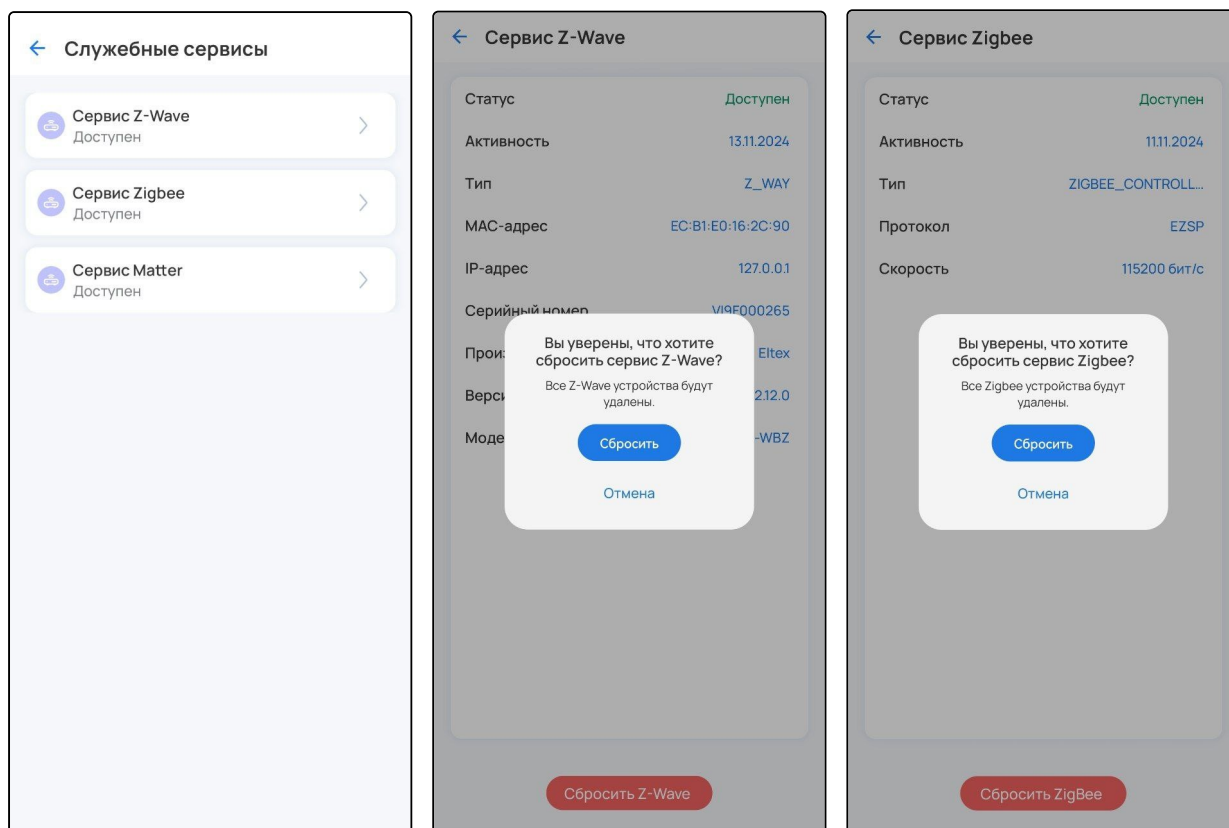 Служебные сервисы
Сервис Z-Wave
Доступен
Сервис Zigbee
Доступен
Сервис Matter
Доступен
Сервис Z-Wave
Статус Доступен
Активность 13.11.2024
Тип Z_WAY
MAC-адрес EC:B1:E0:16:2C:90
IP-адрес 127.0.0.1
Серийный номер VI9F000265
Прои Eltex
Верси 2.12.0
Моде -WBZ
Вы уверены, что хотите
сбросить сервис Z-Wave?
Все Z-Wave устройства будут
удалены.
Сбросить
Отмена
Сбросить Z-Wave
Сервис Zigbee
Статус Доступен
Активность 11.11.2024
Тип ZIGBEE_CONTROLL...
Протокол EZSP
Скорость 115200 бит/с
Вы уверены, что хотите
сбросить сервис Zigbee?
Все Zigbee устройства будут
удалены.
Сбросить
Отмена
Сбросить ZigBee